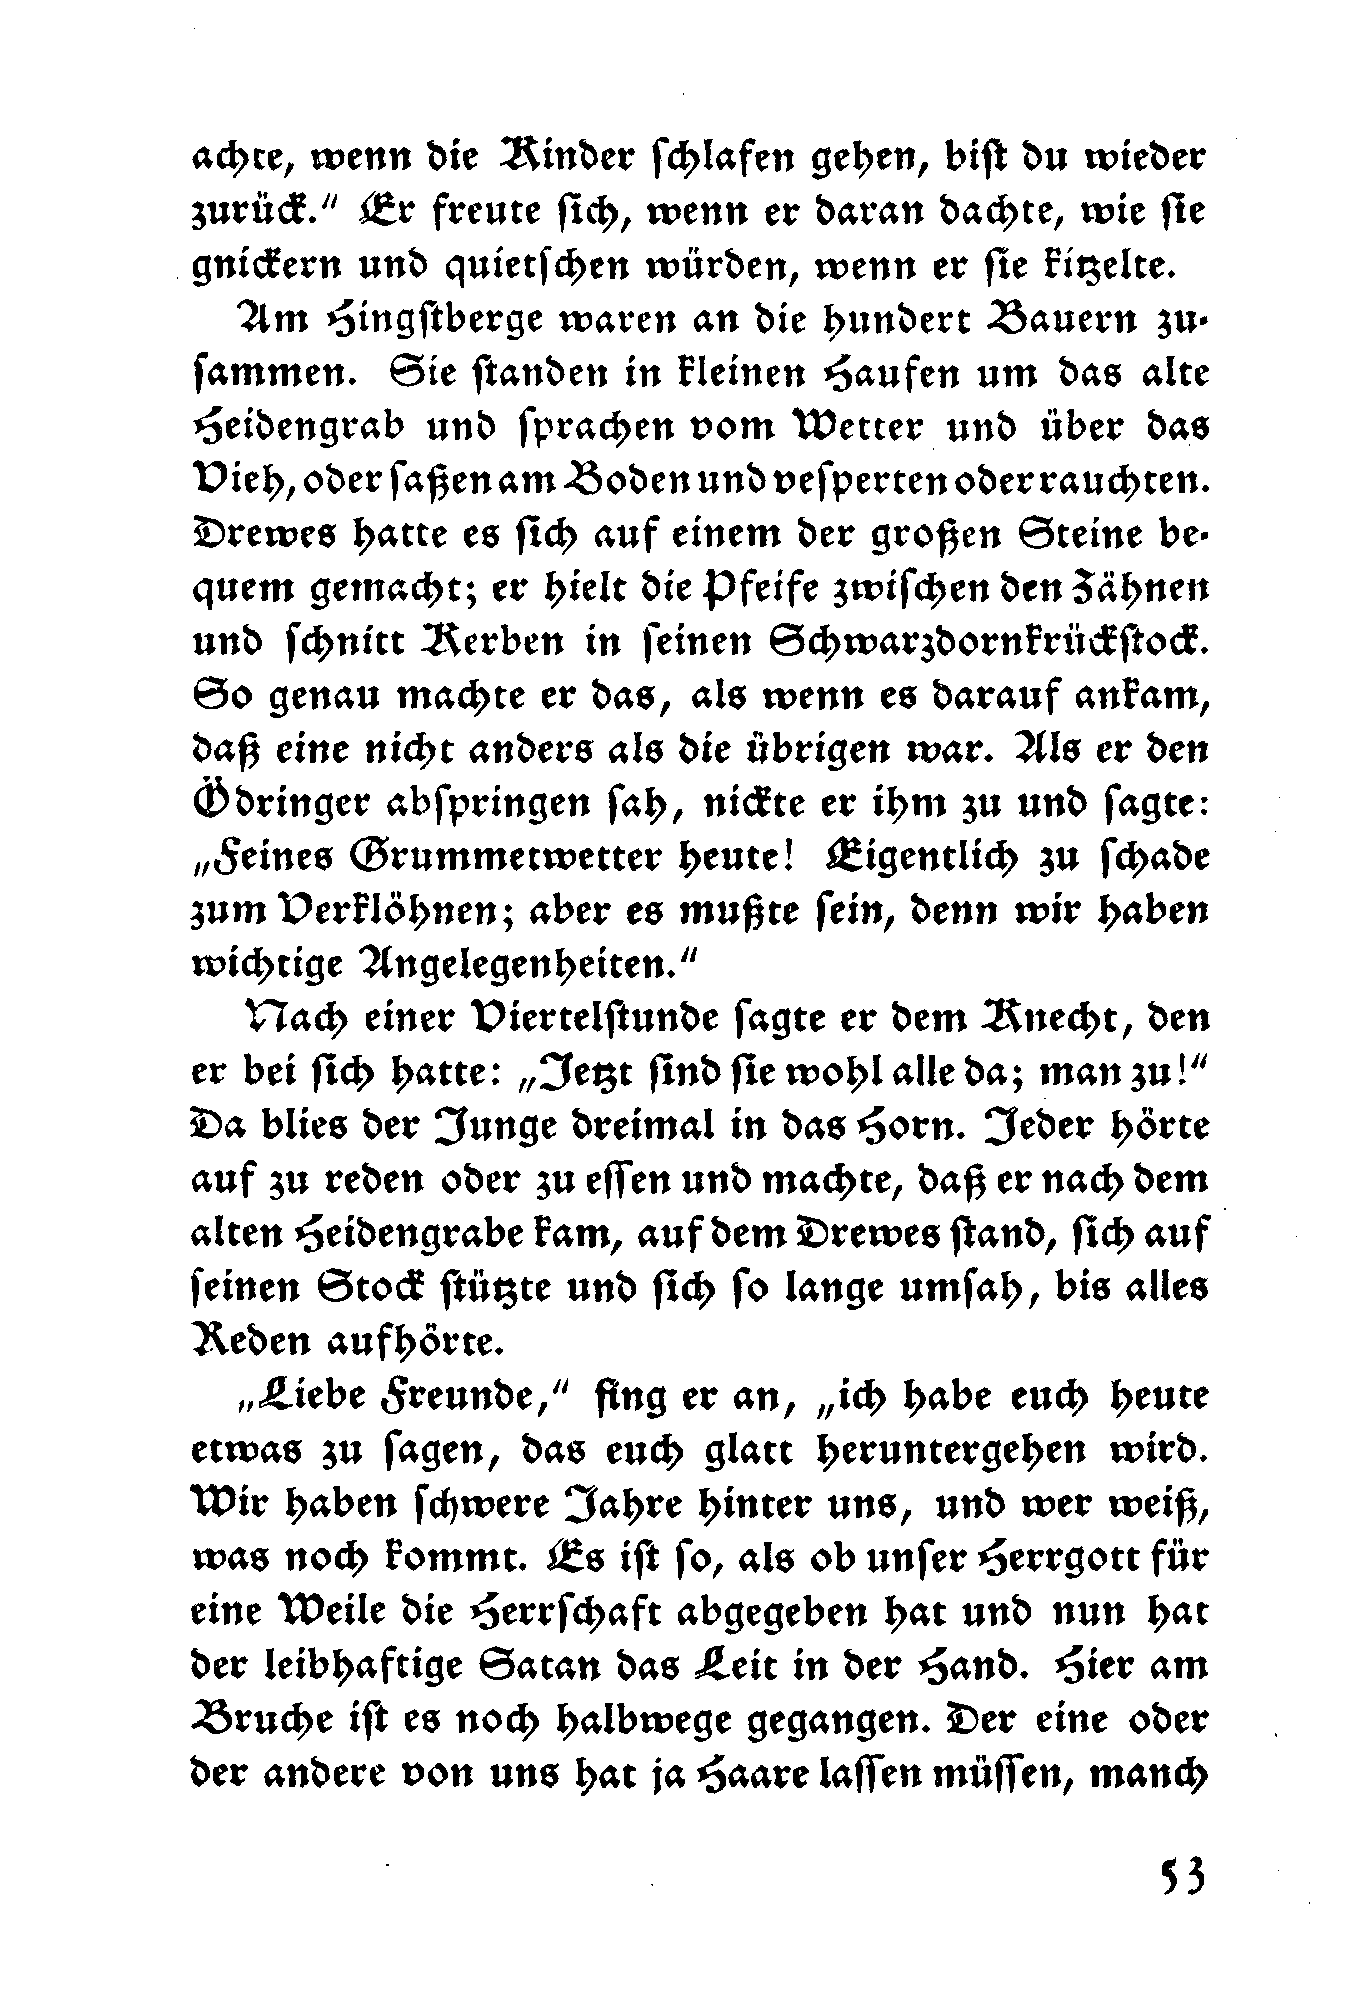 achte, wenn die Kinder schlafen gehen, bist du wieder
zurück.“ Er freute sich, wenn er daran dachte, wie sie
gnickern und quietschen würden, wenn er sie kitzelte.
Am Hingstberge waren an die hundert Bauern zu-
sammen. Sie standen in kleinen Haufen um das alte
Heidengrab und sprachen vom Wetter und über das
Vieh, oder saßen am Boden und vesperten oder rauchten.
Drewes hatte es sich auf einem der großen Steine be-
quem gemacht; er hielt die Pfeife zwischen den Zähnen
und schnitt Kerben in seinen Schwarzdornkrückstock.
So genau machte er das, als wenn es darauf ankam,
daß eine nicht anders als die übrigen war. Als er den
Ödringer abspringen sah, nickte er ihm zu und sagte:
„Feines Grummetwetter heute! Eigentlich zu schade
zum Verklöhnen; aber es mußte sein, denn wir haben
wichtige Angelegenheiten.“
Nach einer Viertelstunde sagte er dem Knecht, den
er bei sich hatte: „Jetzt sind sie wohl alle da; man zu!“
Da blies der Junge dreimal in das Horn. Jeder hörte
auf zu reden oder zu essen und machte, daß er nach dem
alten Heidengrabe kam, auf dem Drewes stand, sich auf
seinen Stock stützte und sich so lange umsah, bis alles
Reden aufhörte.
„Liebe Freunde,“ fing er an, „ich habe euch heute
etwas zu sagen, das euch glatt heruntergehen wird.
Wir haben schwere Jahre hinter uns, und wer weiß,
was noch kommt. Es ist so, als ob unser Herrgott für
eine Weile die Herrschaft abgegeben hat und nun hat
der leibhaftige Satan das Leit in der Hand. Hier am
Bruche ist es noch halbwege gegangen. Der eine oder
der andere von uns hat ja Haare lassen müssen, manch
53